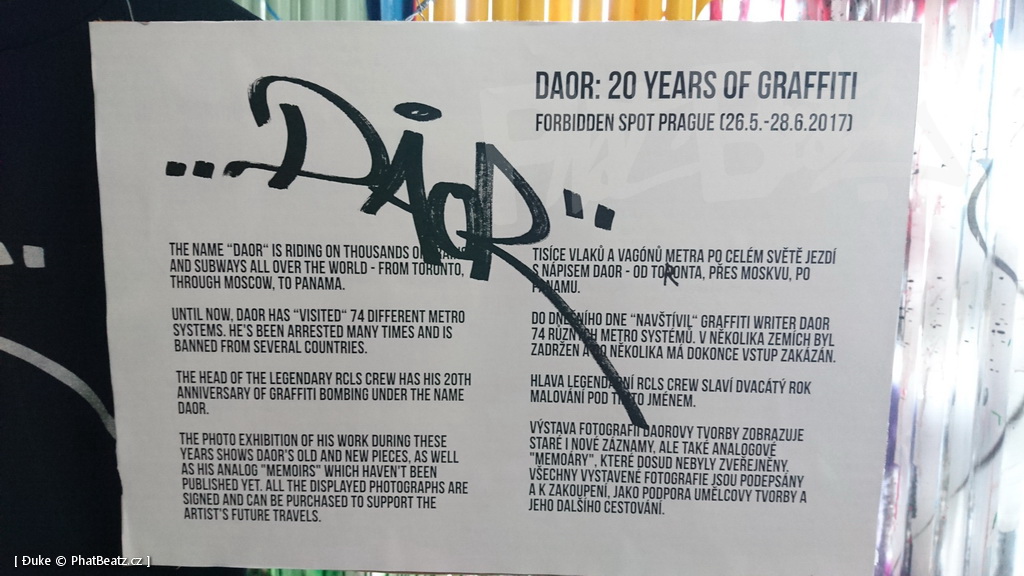 DAOR: 20 YEARS OF GRAFFITI
FORBIDDEN SPOT PRAGUE (26.5.-28.6.2017)
DAOR
THE NAME "DAOR" IS RIDING ON THOUSANDS
AND SUBWAYS ALL OVER THE WORLD - FROM TORONTO,
THROUGH MOSCOW, TO PANAMA.
UNTIL NOW, DAOR HAS "VISITED" 74 DIFFERENT METRO
SYSTEMS. HE'S BEEN ARRESTED MANY TIMES AND IS
BANNED FROM SEVERAL COUNTRIES.
THE HEAD OF THE LEGENDARY RCLS CREW HAS HIS 20TH
ANNIVERSARY OF GRAFFITI BOMBING UNDER THE NAME
DAOR.
THE PHOTO EXHIBITION OF HIS WORK DURING THESE
YEARS SHOWS DAOR'S OLD AND NEW PIECES, AS WELL
AS HIS ANALOG "MEMOIRS" WHICH HAVEN'T BEEN
PUBLISHED YET. ALL THE DISPLAYED PHOTOGRAPHS ARE
SIGNED AND CAN BE PURCHASED TO SUPPORT THE
ARTIST'S FUTURE TRAVELS.
TISÍCE VLAKŮ A VAGÓNŮ METRA PO CELÉM SVĚTĚ JEZDÍ
S NÁPISEM DAOR - OD TORONTA, PŘES MOSKVU, PO
PANAMU.
DO DNEŠNÍHO DNE "NAVŠTÍVIL" GRAFFITI WRITER DAOR
74 RŮZNÝCH METRO SYSTÉMŮ. V NĚKOLIKA ZEMÍCH BYL
ZADRŽEN A DO NĚKOLIKA MÁ DOKONCE VSTUP ZAKÁZÁN.
HLAVA LEGENDÁRNÍ RCLS CREW SLAVÍ DVACÁTÝ ROK
MALOVÁNÍ POD TÍMTO JMÉNEM.
VÝSTAVA FOTOGRAFIÍ DAOROVY TVORBY ZOBRAZUJE
STARÉ I NOVÉ ZÁZNAMY, ALE TAKÉ ANALOGOVÉ
"MEMOÁRY", KTERÉ DOSUD NEBYLY ZVEŘEJNĚNY.
VŠECHNY VYSTAVENÉ FOTOGRAFIE JSOU PODEPSÁNY
A K ZAKOUPENÍ, JAKO PODPORA UMĚLCOVY TVORBY A
JEHO DALŠÍHO CESTOVÁNÍ.
[ Đuke © PhatBeatz.cz ]